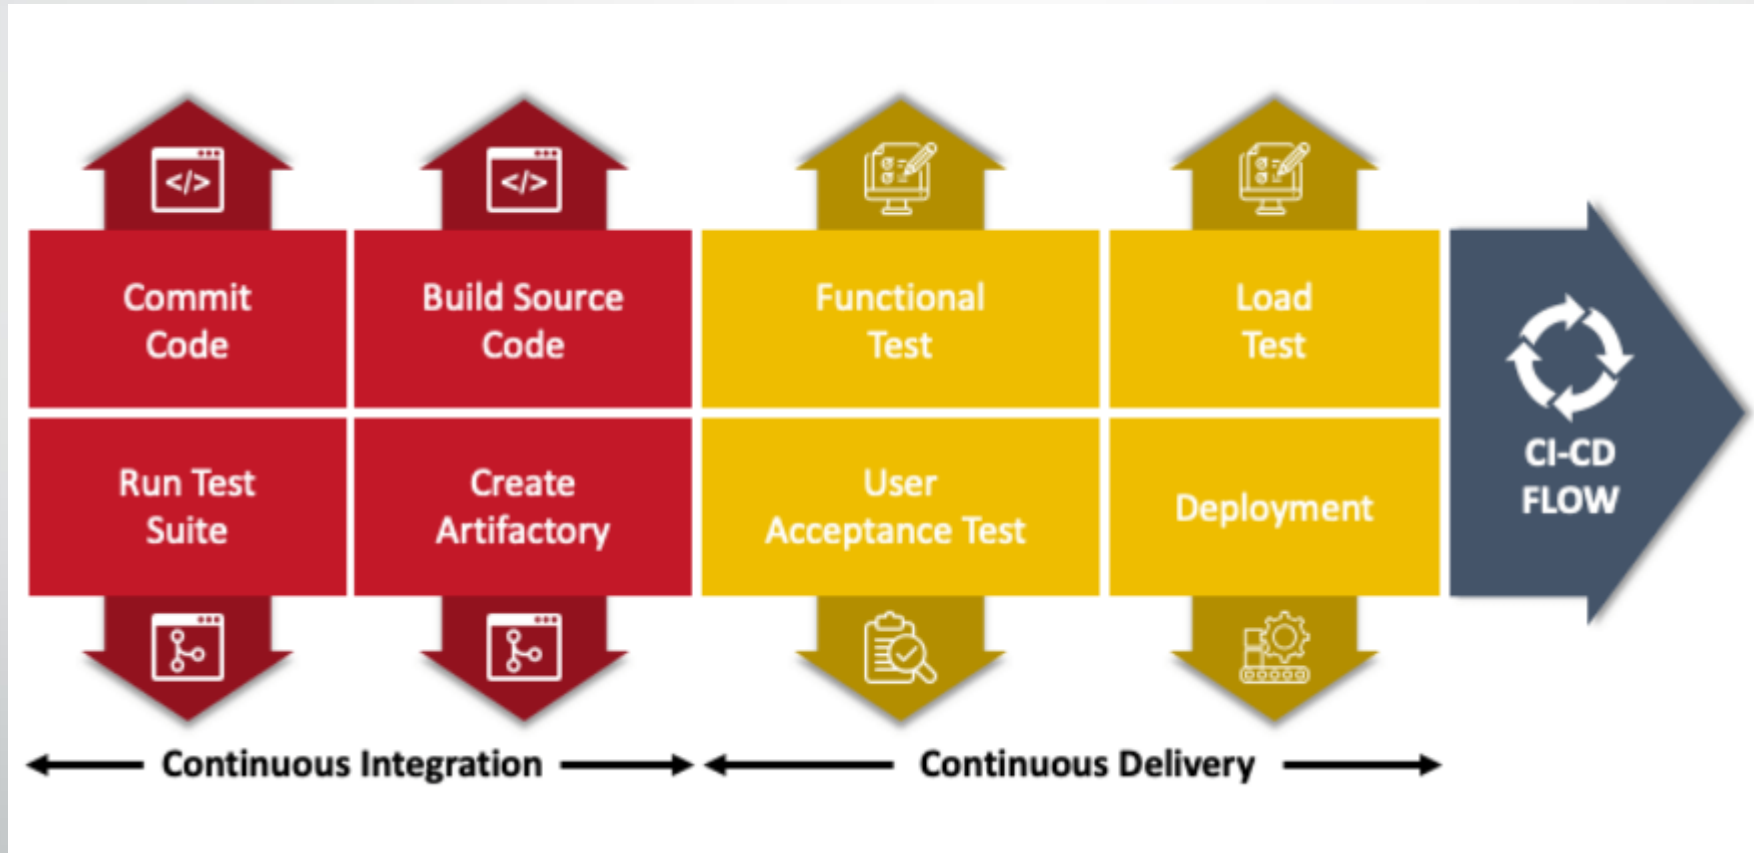 </>
</>
Commit
Code
Build Source
Code
Functional
Test
Load
Test
Run Test
Suite
Create
Artifactory
User
Acceptance Test
Deployment
CI-CD
FLOW
Continuous Integration
Continuous Delivery